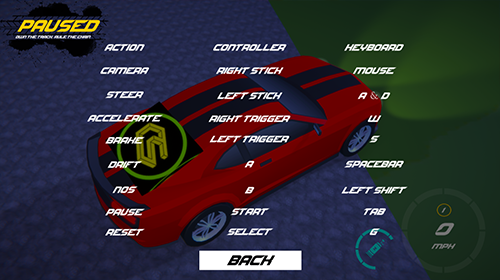 PAUSED
OWN THE TRACK. RULE THE CHAIN.
ACTION CONTROLLER KEYBOARD
CAMERA RIGHT STICK MOUSE
STEER LEFT STICK A & D
ACCELERATE RIGHT TRIGGER W
BRAKE LEFT TRIGGER S
DRIFT A SPACEBAR
NOS B LEFT SHIFT
PAUSE START TAB
RESET SELECT G
0
MPH
BACK